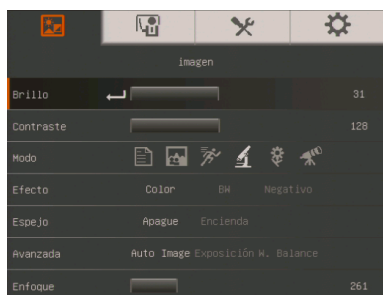 imagen
Brillo 31
Contraste 128
Modo
Efecto Color BW Negativo
Espejo Apague Encienda
Avanzada Auto Image Exposición W. Balance
Enfoque 261